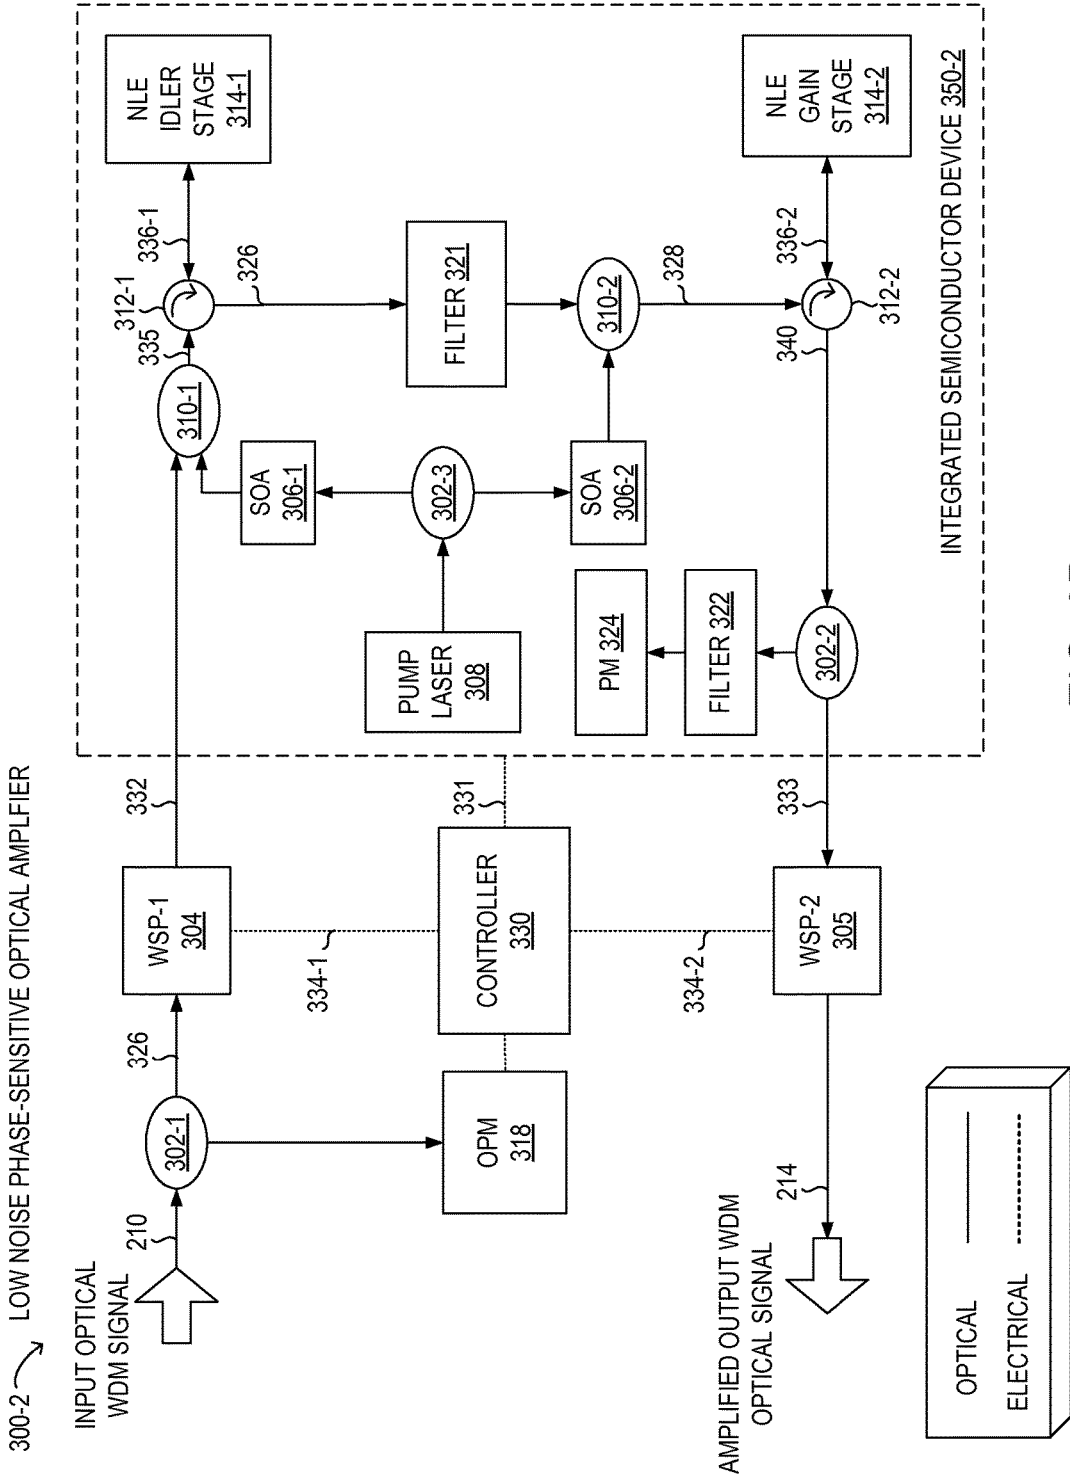 300-2
LOW NOISE PHASE-SENSITIVE OPTICAL AMPLFIER
INPUT OPTICAL
WDM SIGNAL
210
302-1
326
WSP-1
304
332
310-1
335
312-1
336-1
NLE
IDLER
STAGE
314-1
326
SOA
306-1
334-1
OPM
318
CONTROLLER
330
331
PUMP
LASER
308
302-3
FILTER 321
SOA
306-2
310-2
328
334-2
PM 324
FILTER 322
AMPLIFIED OUTPUT WDM
OPTICAL SIGNAL
214
WSP-2
305
333
302-2
340
312-2
336-2
NLE
GAIN
STAGE
314-2
INTEGRATED SEMICONDUCTOR DEVICE 350-2
OPTICAL
ELECTRICAL